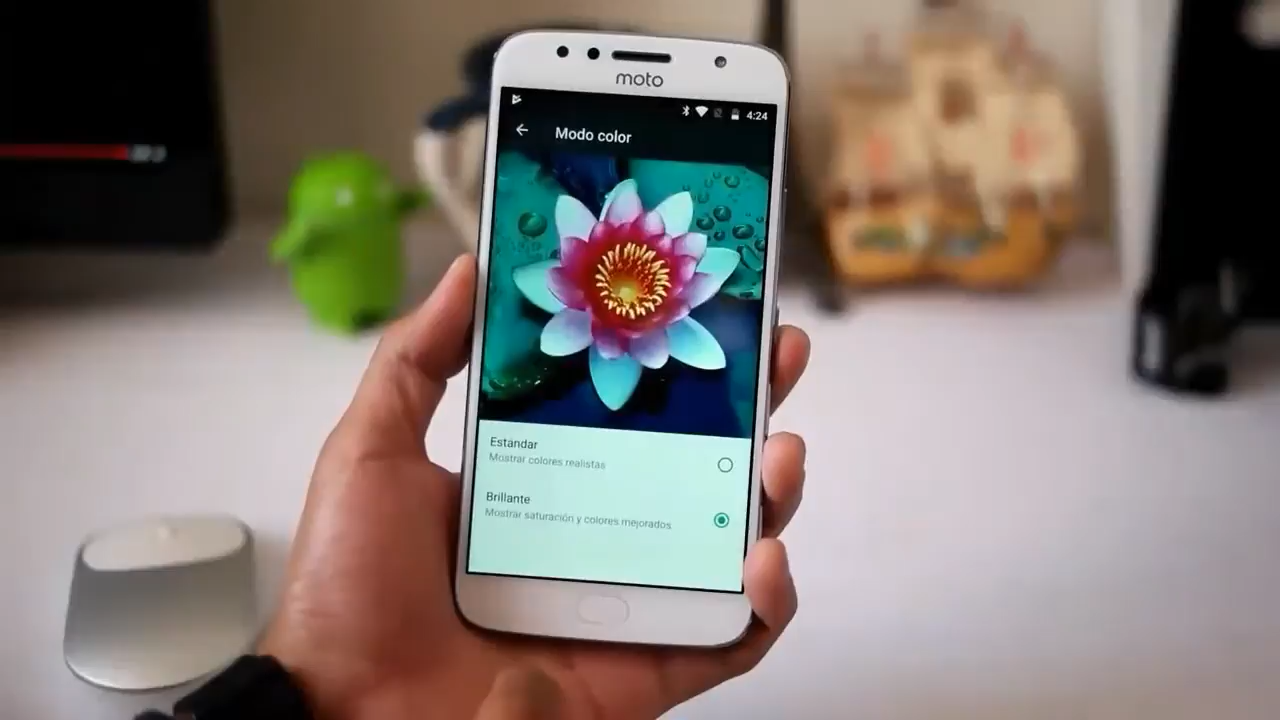 moto
4:24
Modo color
Estándar
Mostrar colores realistas
Brillante
Mostrar saturación y colores mejorados